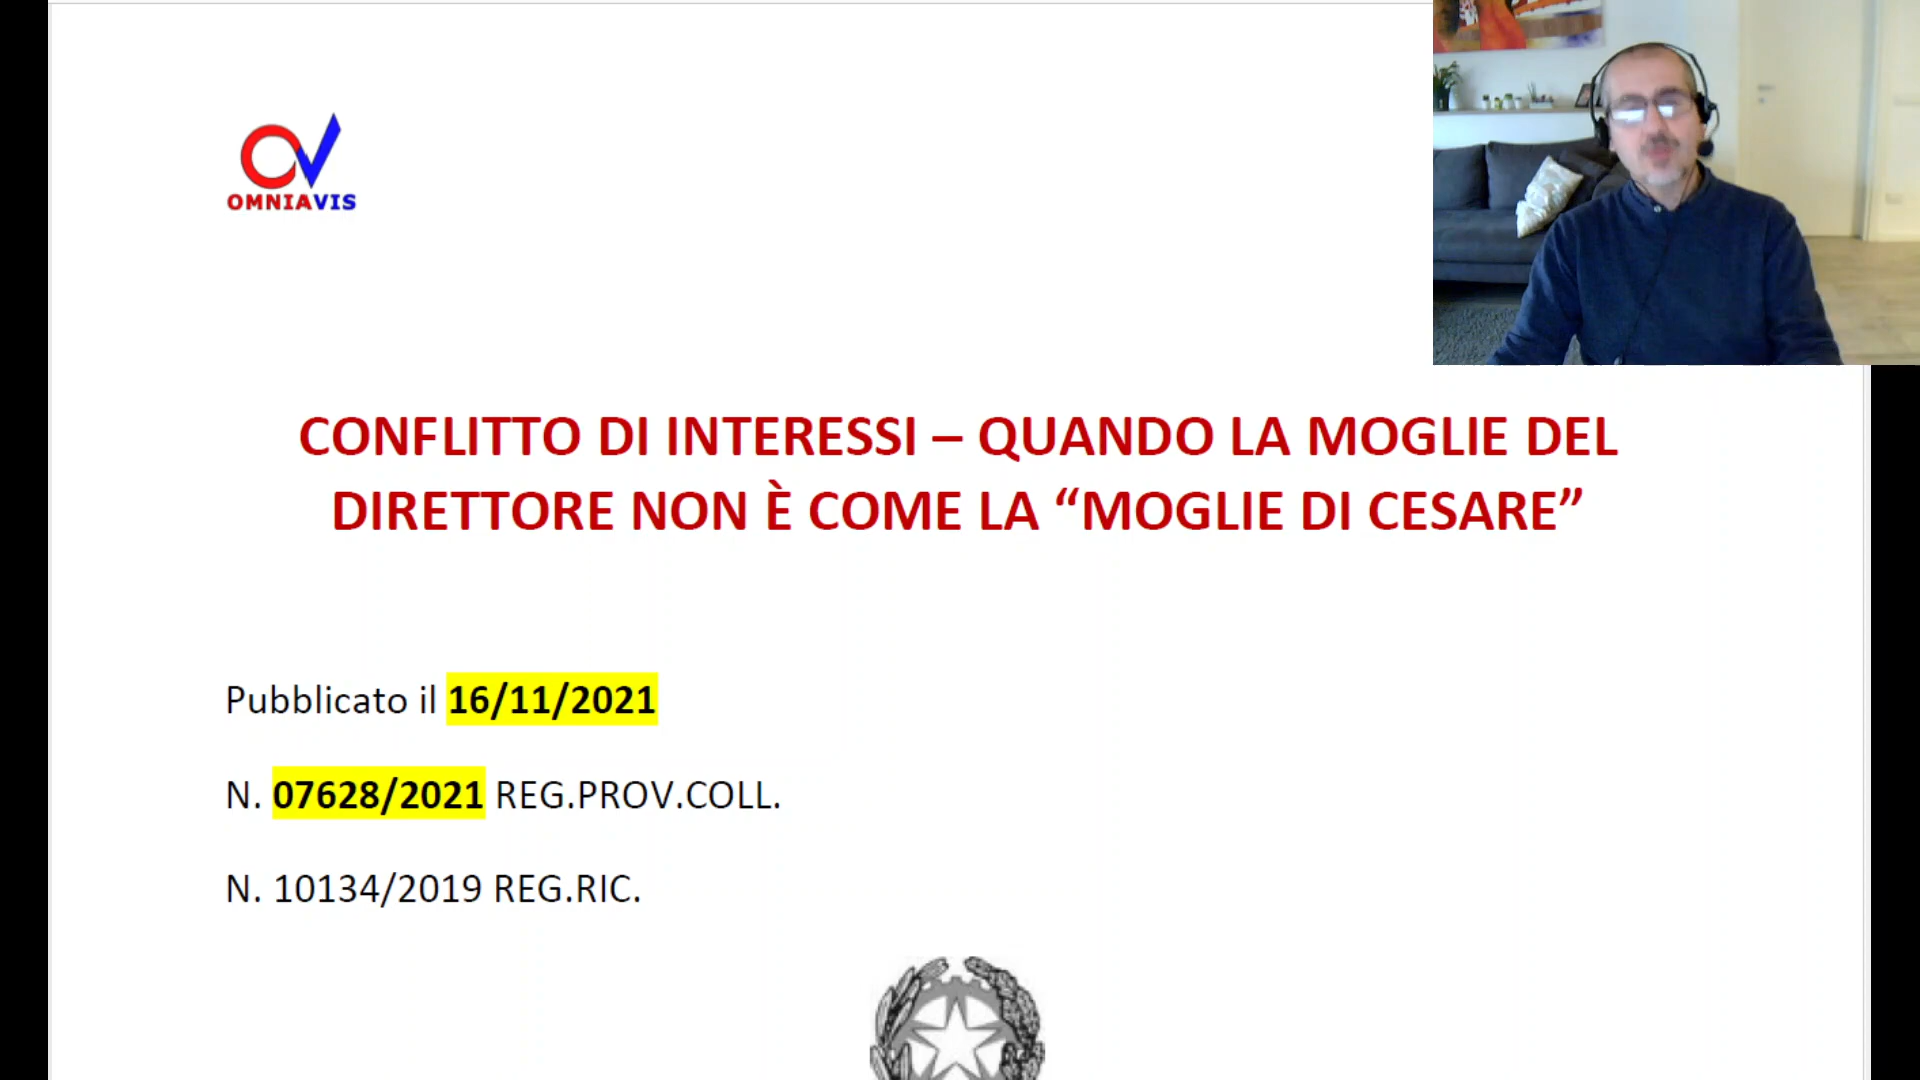 OMNIAVIS
CONFLITTO DI INTERESSI – QUANDO LA MOGLIE DEL
DIRETTORE NON È COME LA “MOGLIE DI CESARE”
Pubblicato il 16/11/2021
N. 07628/2021 REG.PROV.COLL.
N. 10134/2019 REG.RIC.